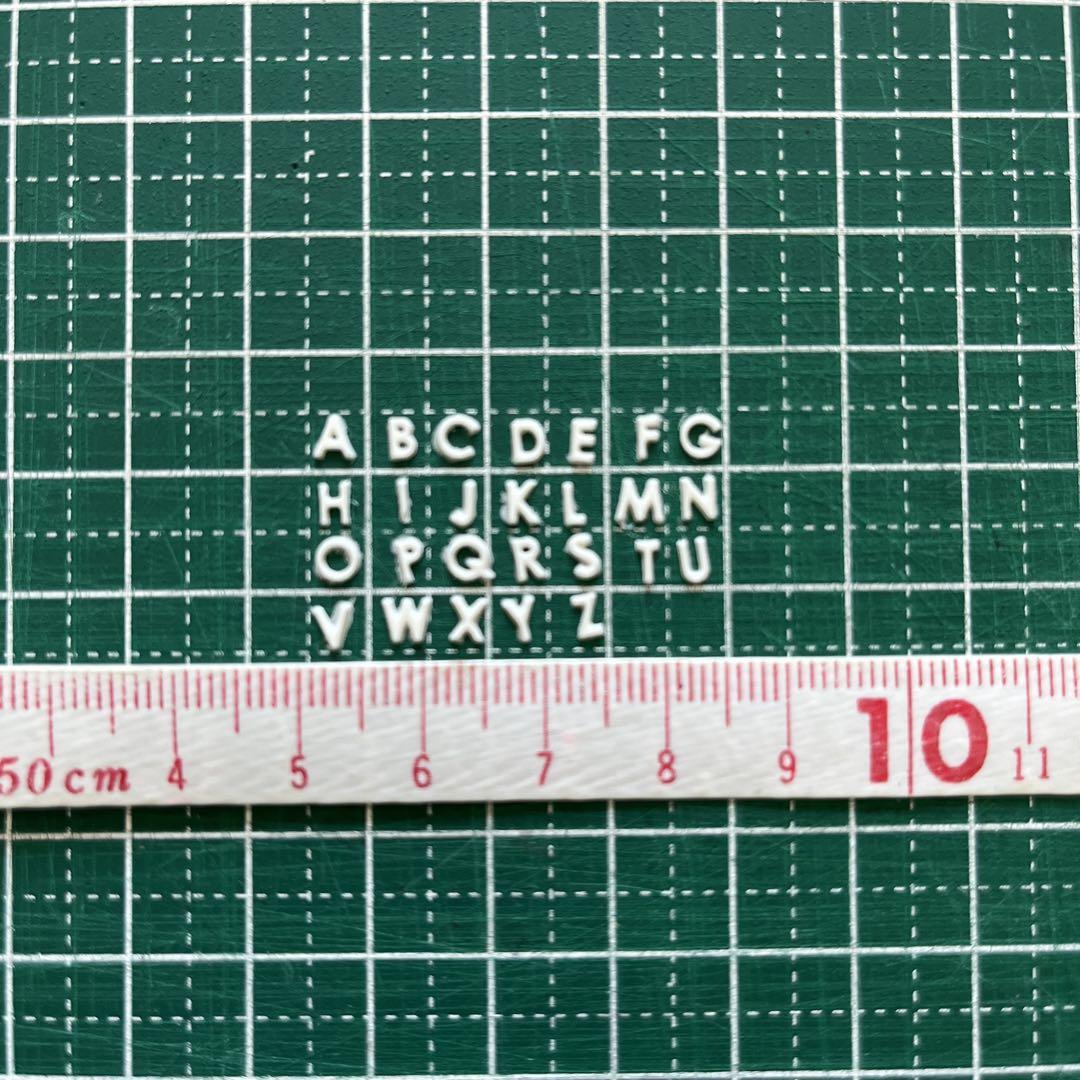 A B C D E F G
H I J K L M N
O P Q R S T U
V W X Y Z
50cm 4 5 6 7 8 9 10 11